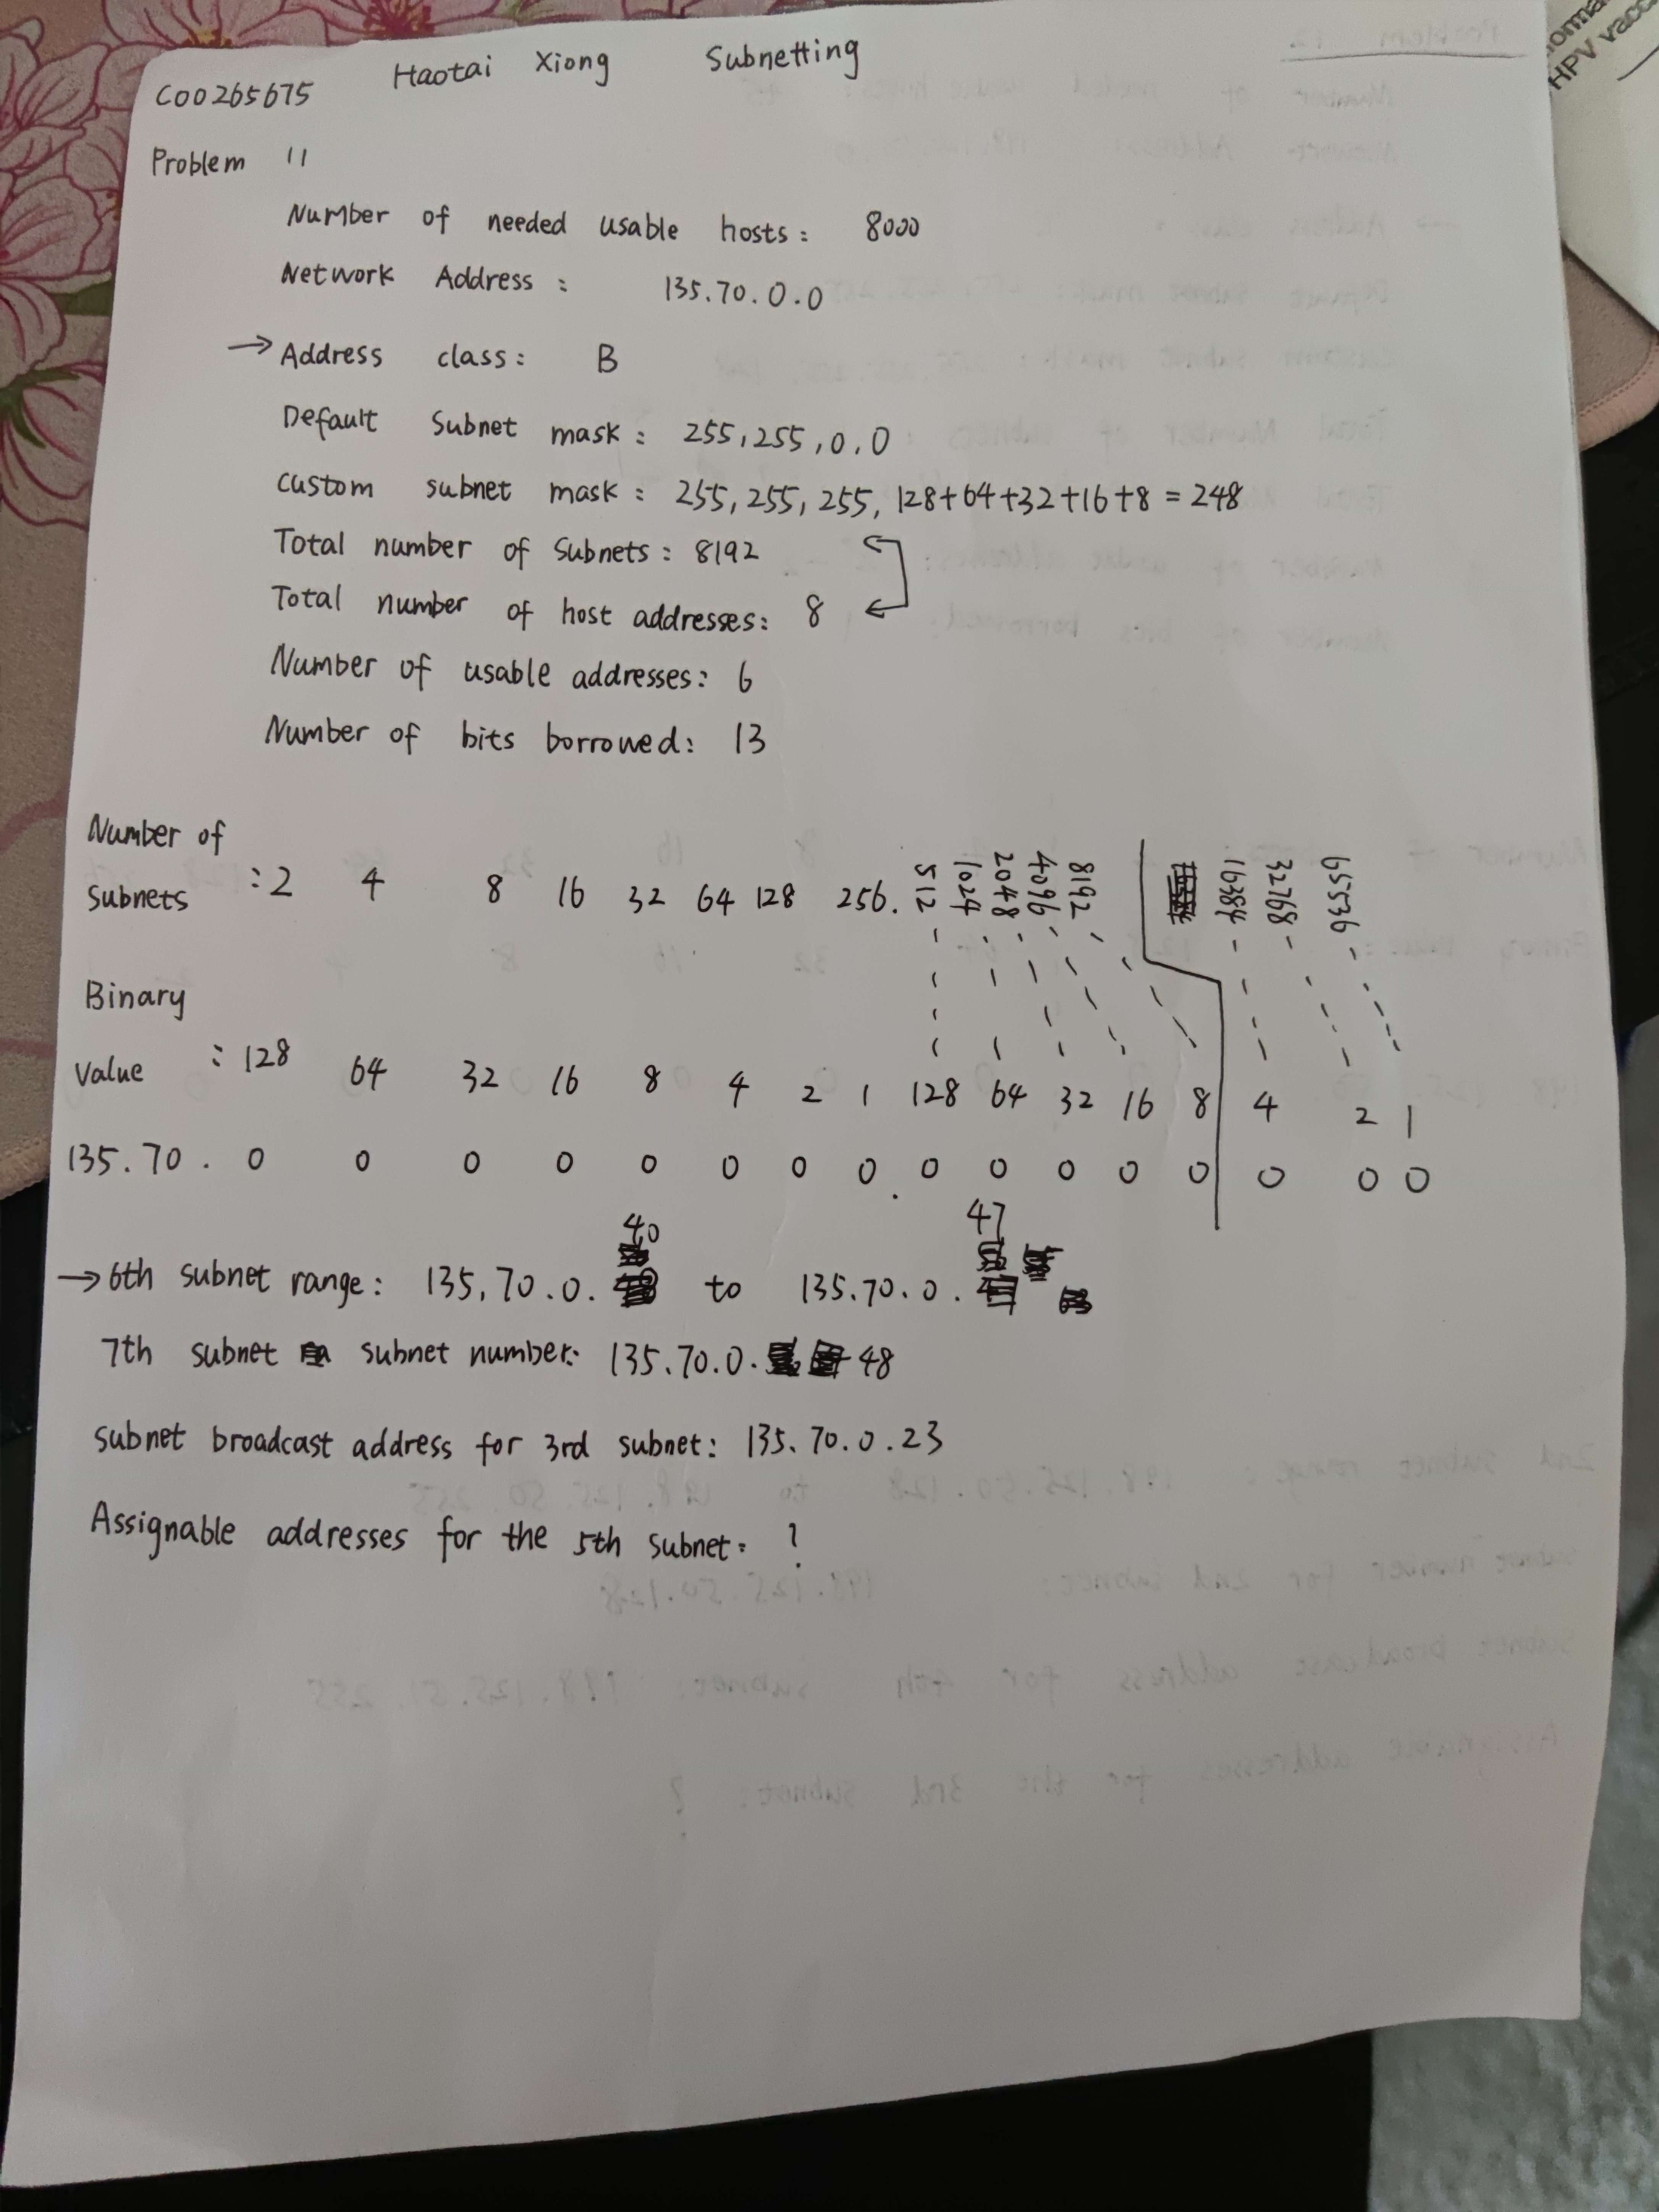 C00265675 Haotai Xiong Subnetting
Problem 11
Number of needed usable hosts: 8000
Network Address: 135.70.0.0
→ Address class: B
Default Subnet mask: 255,255,0,0
Custom subnet mask: 255,255,255, 128+64+32+16+8=248
Total number of Subnets: 8192
Total number of host addresses: 8
Number of usable addresses: 6
Number of bits borrowed: 13
Number of
Subnets :2 4 8 16 32 64 128 256. 512 1024 2048 4096 8192 16384 32768 65536
Binary
Value :128 64 32 16 8 4 2 1 128 64 32 16 8 4 2 1
135.70. 0 0 0 0 0 0 0 0. 0 0 0 0 0 0 0 0
→ 6th subnet range: 135.70.0.40 to 135.70.0.47
7th subnet subnet number: 135.70.0.48
Subnet broadcast address for 3rd subnet: 135.70.0.23
Assignable addresses for the 5th subnet: ?
HPV vacc